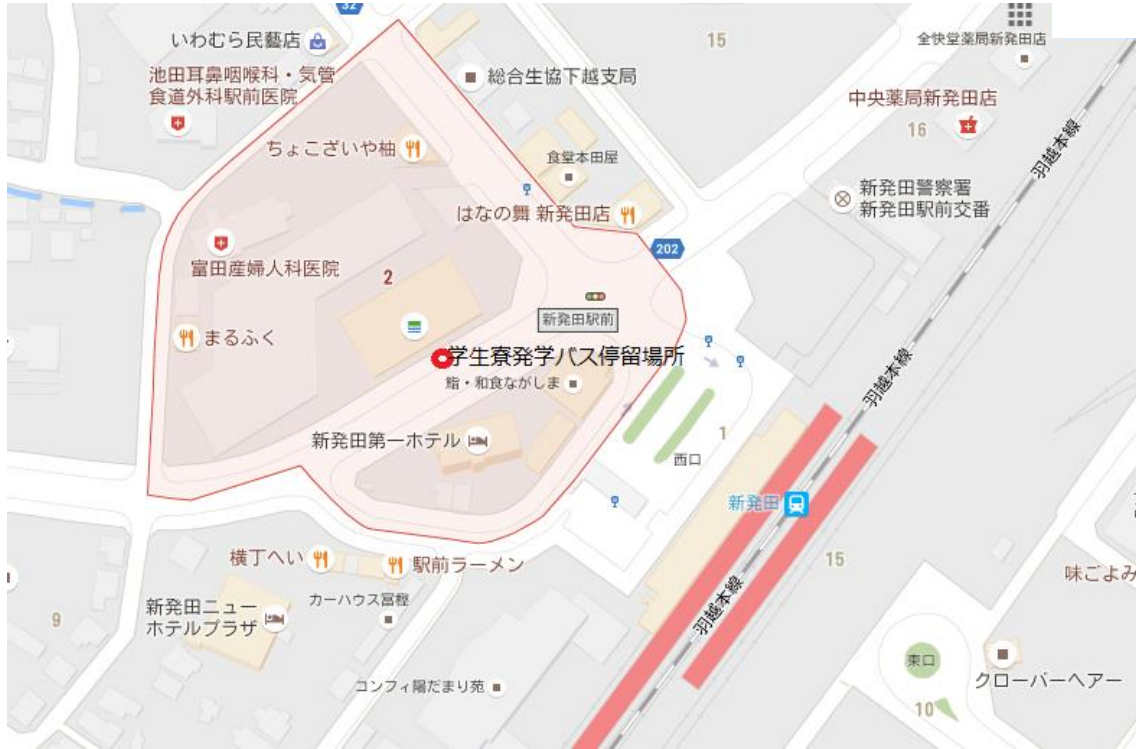 32
いわむら民藝店
15
全快堂薬局新発田店
池田耳鼻咽喉科・気管
食道外科駅前医院
総合生協下越支局
中央薬局新発田店
16
ちょこざいや柚
食堂本田屋
羽越本線
新発田警察署
新発田駅前交番
はなの舞 新発田店
202
富田産婦人科医院
2
新発田駅前
まるふく
学生寮発学バス停留場所
鮨・和食ながしま
羽越本線
新発田第一ホテル
1
西口
新発田
横丁へい
駅前ラーメン
15
味ごよみ
カーハウス冨樫
新発田ニュー
ホテルプラザ
9
羽越本線
東口
クローバーヘアー
コンフィ陽だまり苑
10